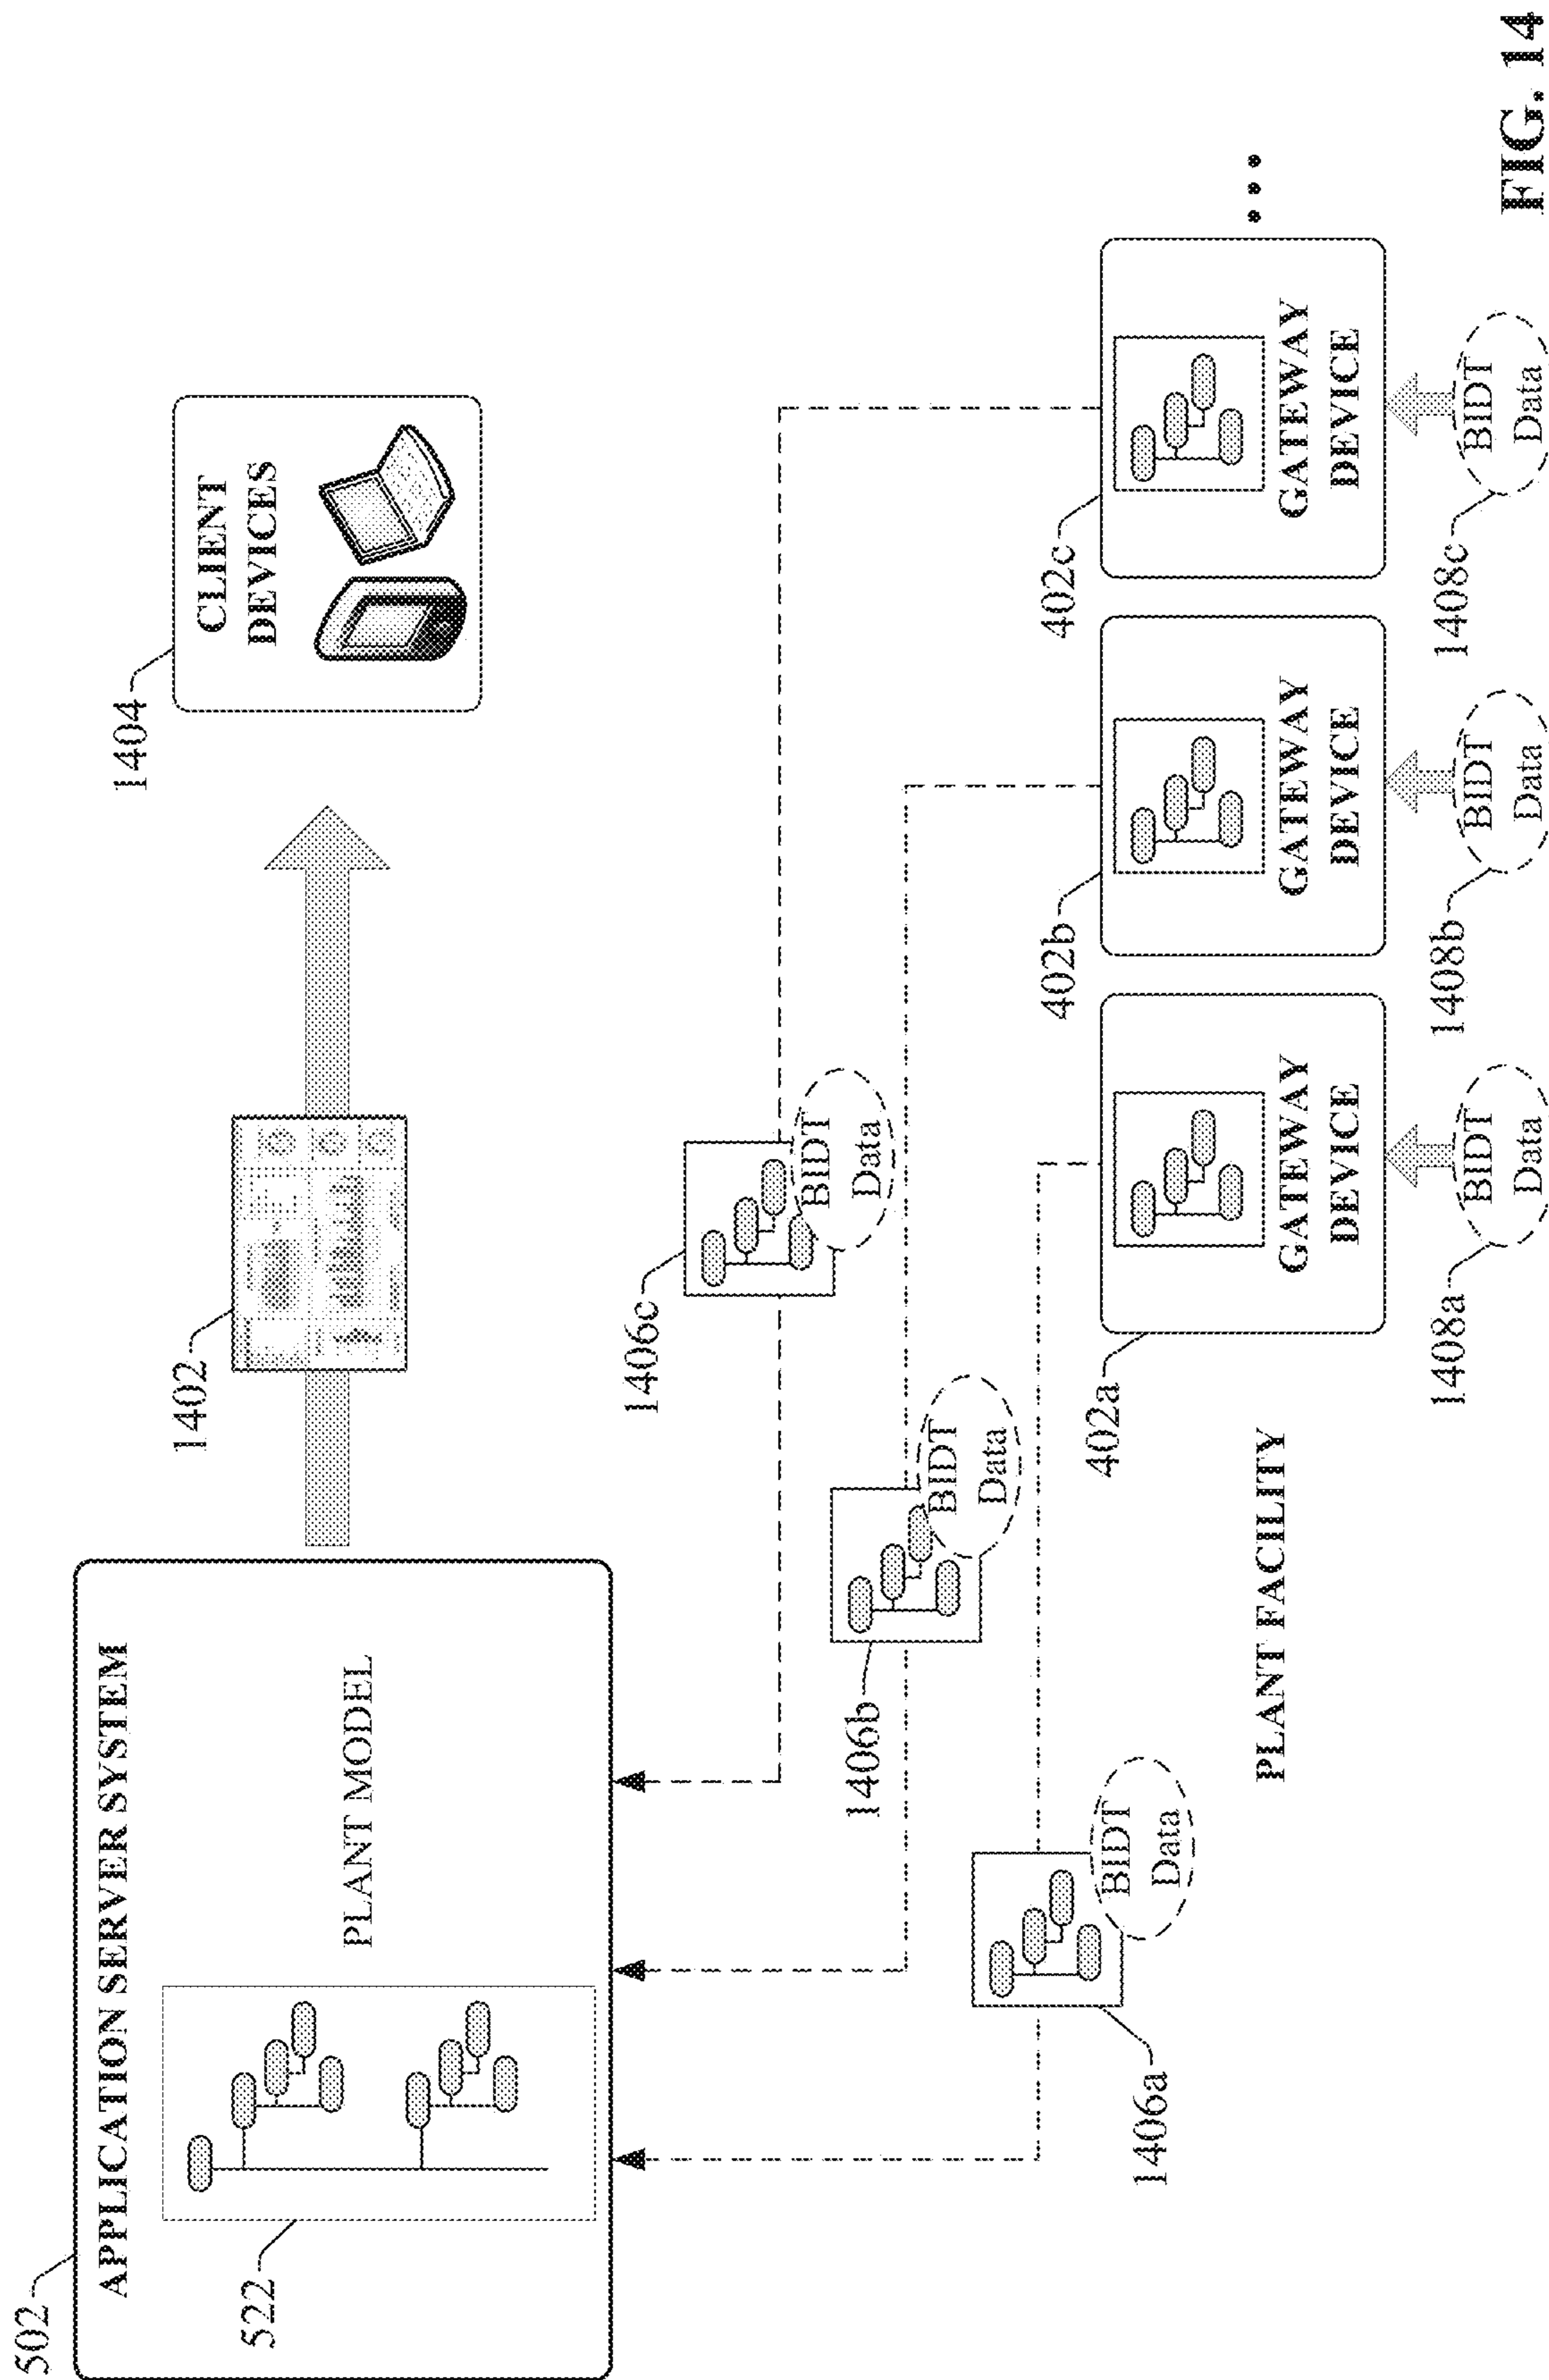 502
APPLICATION SERVER SYSTEM
522
PLANT MODEL
1402
1404
CLIENT
DEVICES
1406a
BIDT
Data
1406b
BIDT
Data
1406c
BIDT
Data
PLANT FACILITY
402a
GATEWAY
DEVICE
402b
GATEWAY
DEVICE
402c
GATEWAY
DEVICE
1408a
BIDT
Data
1408b
BIDT
Data
1408c
BIDT
Data
FIG. 14